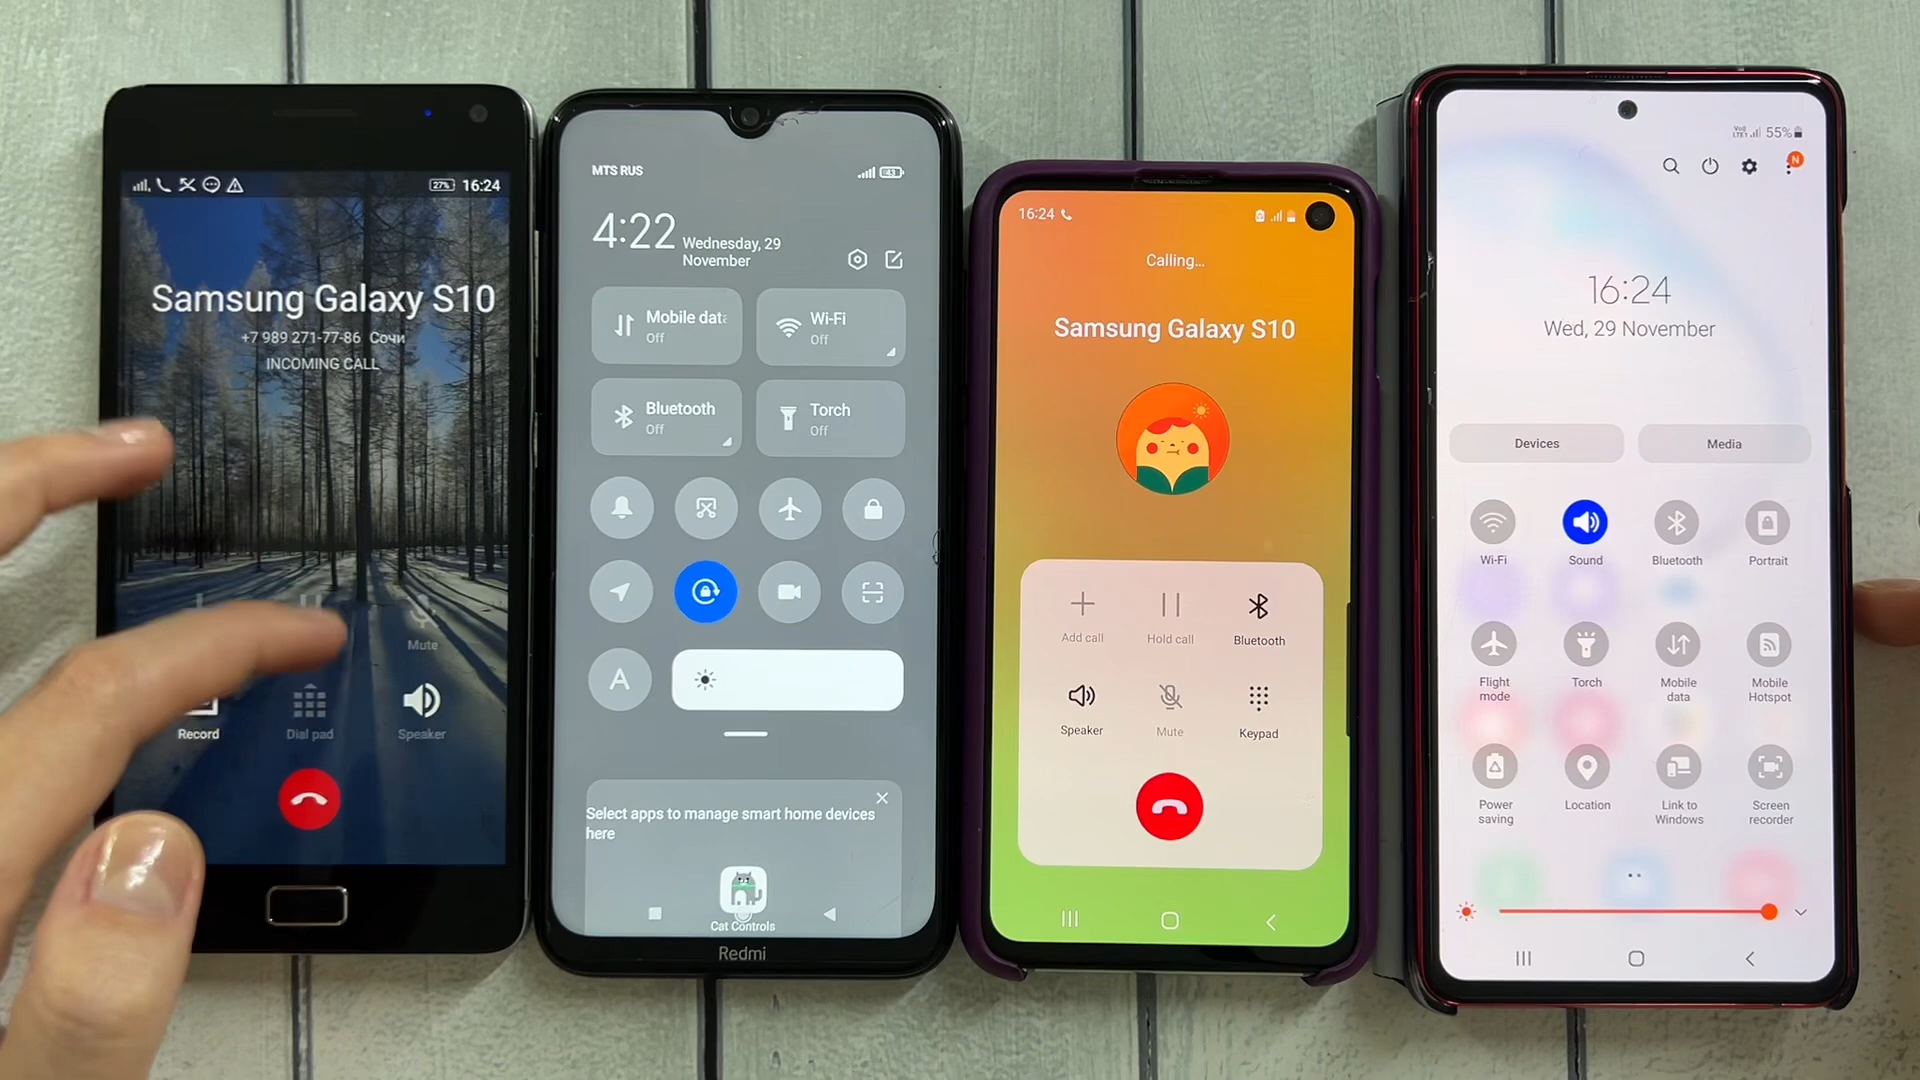 27% 16:24
Samsung Galaxy S10
+7 989 271-77-86 Сочи
INCOMING CALL
Mute
Record
Dial pad
Speaker
MTS RUS
43
4:22
Wednesday, 29
November
Mobile data
Off
Wi-Fi
Off
Bluetooth
Off
Torch
Off
A
Select apps to manage smart home devices
here
Cat Controls
Redmi
16:24
Calling...
Samsung Galaxy S10
Add call
Hold call
Bluetooth
Speaker
Mute
Keypad
55%
N
16:24
Wed, 29 November
Devices
Media
Wi-Fi
Sound
Bluetooth
Portrait
Flight
mode
Torch
Mobile
data
Mobile
Hotspot
Power
saving
Location
Link to
Windows
Screen
recorder